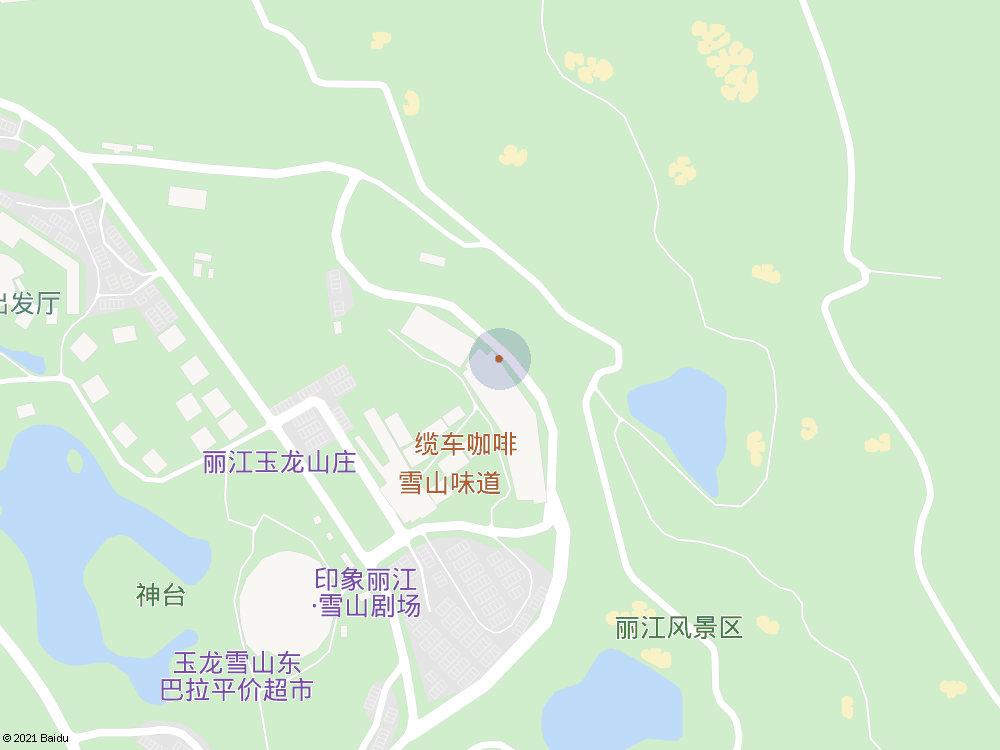 出发厅
缆车咖啡
丽江玉龙山庄
雪山味道
印象丽江
·雪山剧场
神台
丽江风景区
玉龙雪山东
巴拉平价超市
© 2021 Baidu